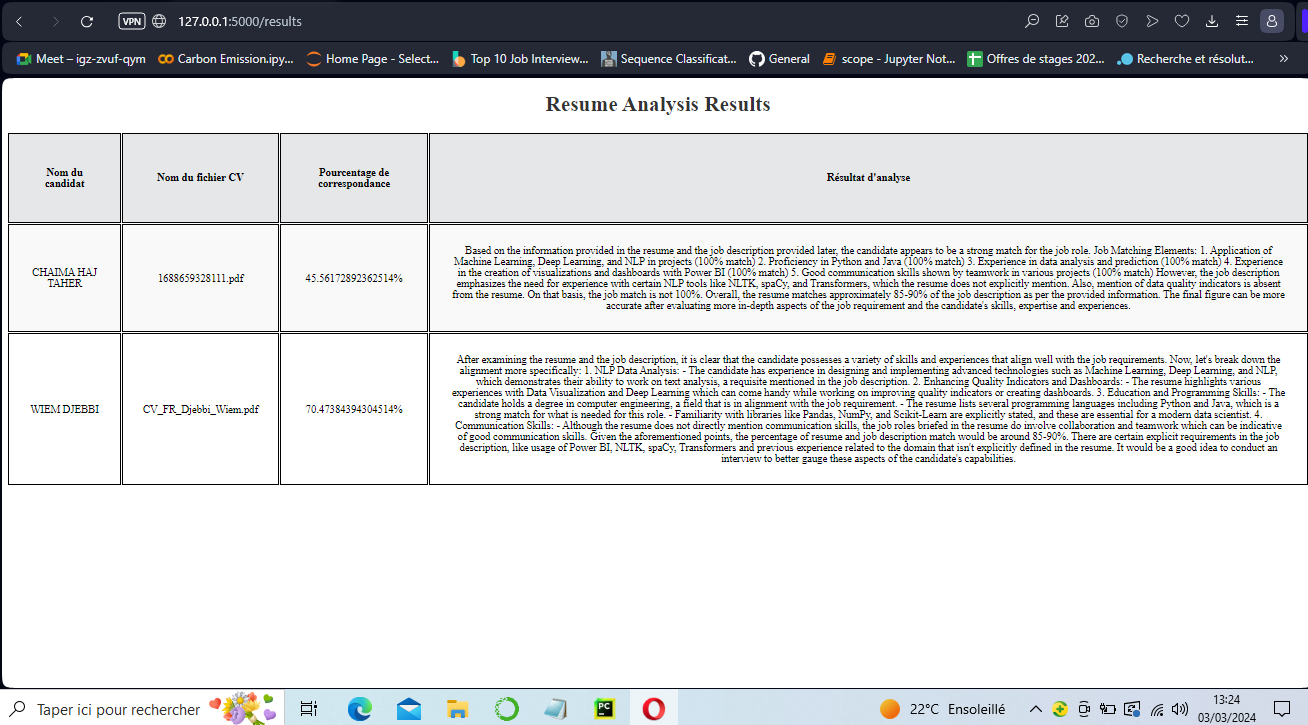 VPN 127.0.0.1:5000/results
Meet – igz-zvuf-qym Carbon Emission.ipy... Home Page - Select... Top 10 Job Interview... Sequence Classificat... General scope - Jupyter Not... Offres de stages 202... Recherche et résolut... »
Resume Analysis Results
Nom du
candidat
Nom du fichier CV
Pourcentage de
correspondance
Résultat d'analyse
CHAIMA HAJ
TAHER
1688659328111.pdf
45.56172892362514%
Based on the information provided in the resume and the job description provided later, the candidate appears to be a strong match for the job role. Job Matching Elements: 1. Application of
Machine Learning, Deep Learning, and NLP in projects (100% match) 2. Proficiency in Python and Java (100% match) 3. Experience in data analysis and prediction (100% match) 4. Experience
in the creation of visualizations and dashboards with Power BI (100% match) 5. Good communication skills shown by teamwork in various projects (100% match) However, the job description
emphasizes the need for experience with certain NLP tools like NLTK, spaCy, and Transformers, which the resume does not explicitly mention. Also, mention of data quality indicators is absent
from the resume. On that basis, the job match is not 100%. Overall, the resume matches approximately 85-90% of the job description as per the provided information. The final figure can be more
accurate after evaluating more in-depth aspects of the job requirement and the candidate's skills, expertise and experiences.
WIEM DJEBBI
CV_FR_Djebbi_Wiem.pdf
70.47384394304514%
After examining the resume and the job description, it is clear that the candidate possesses a variety of skills and experiences that align well with the job requirements. Now, let's break down the
alignment more specifically: 1. NLP Data Analysis: - The candidate has experience in designing and implementing advanced technologies such as Machine Learning, Deep Learning, and NLP,
which demonstrates their ability to work on text analysis, a requisite mentioned in the job description. 2. Enhancing Quality Indicators and Dashboards: - The resume highlights various
experiences with Data Visualization and Deep Learning which can come handy while working on improving quality indicators or creating dashboards. 3. Education and Programming Skills: - The
candidate holds a degree in computer engineering, a field that is in alignment with the job requirement. - The resume lists several programming languages including Python and Java, which is a
strong match for what is needed for this role. - Familiarity with libraries like Pandas, NumPy, and Scikit-Learn are explicitly stated, and these are essential for a modern data scientist. 4.
Communication Skills: - Although the resume does not directly mention communication skills, the job roles briefed in the resume do involve collaboration and teamwork which can be indicative
of good communication skills. Given the aforementioned points, the percentage of resume and job description match would be around 85-90%. There are certain explicit requirements in the job
description, like usage of Power BI, NLTK, spaCy, Transformers and previous experience related to the domain that isn't explicitly defined in the resume. It would be a good idea to conduct an
interview to better gauge these aspects of the candidate's capabilities.
Taper ici pour rechercher
PC
22°C Ensoleillé
13:24
03/03/2024